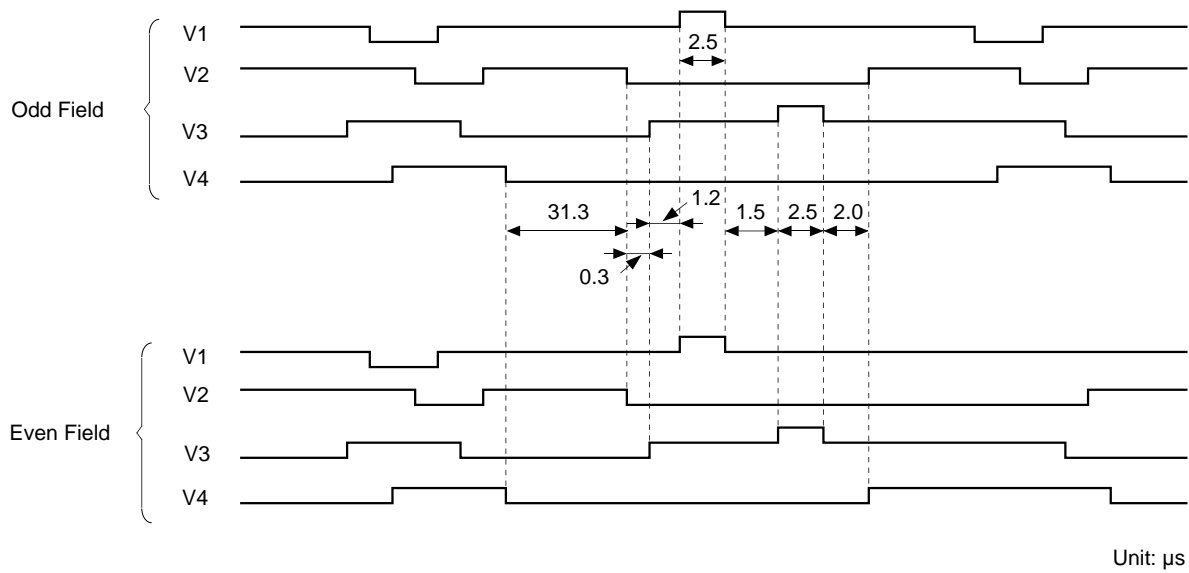 V1
2.5
V2
Odd Field
V3
V4
31.3
1.2
1.5
2.5
2.0
0.3
V1
V2
Even Field
V3
V4
Unit: μs